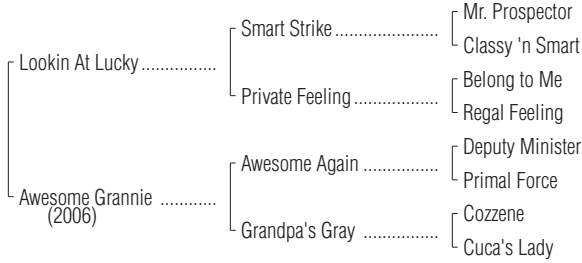 Mr. Prospector
Smart Strike ........................
Classy 'n Smart
Lookin At Lucky ................
Belong to Me
Private Feeling ...................
Regal Feeling
Deputy Minister
Awesome Again .................
Primal Force
Awesome Grannie ............
(2006)
Cozzene
Grandpa's Gray .................
Cuca's Lady